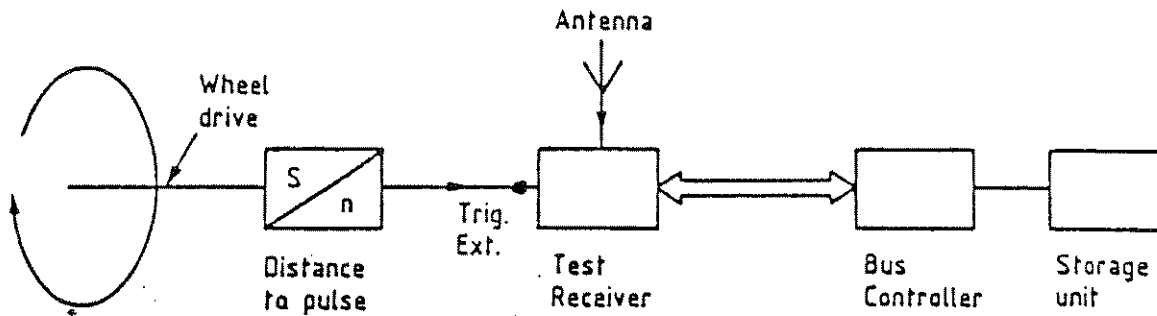 Antenna
Wheel
drive
S
n
Trig.
Ext.
Distance
to pulse
Test
Receiver
Bus
Controller
Storage
unit